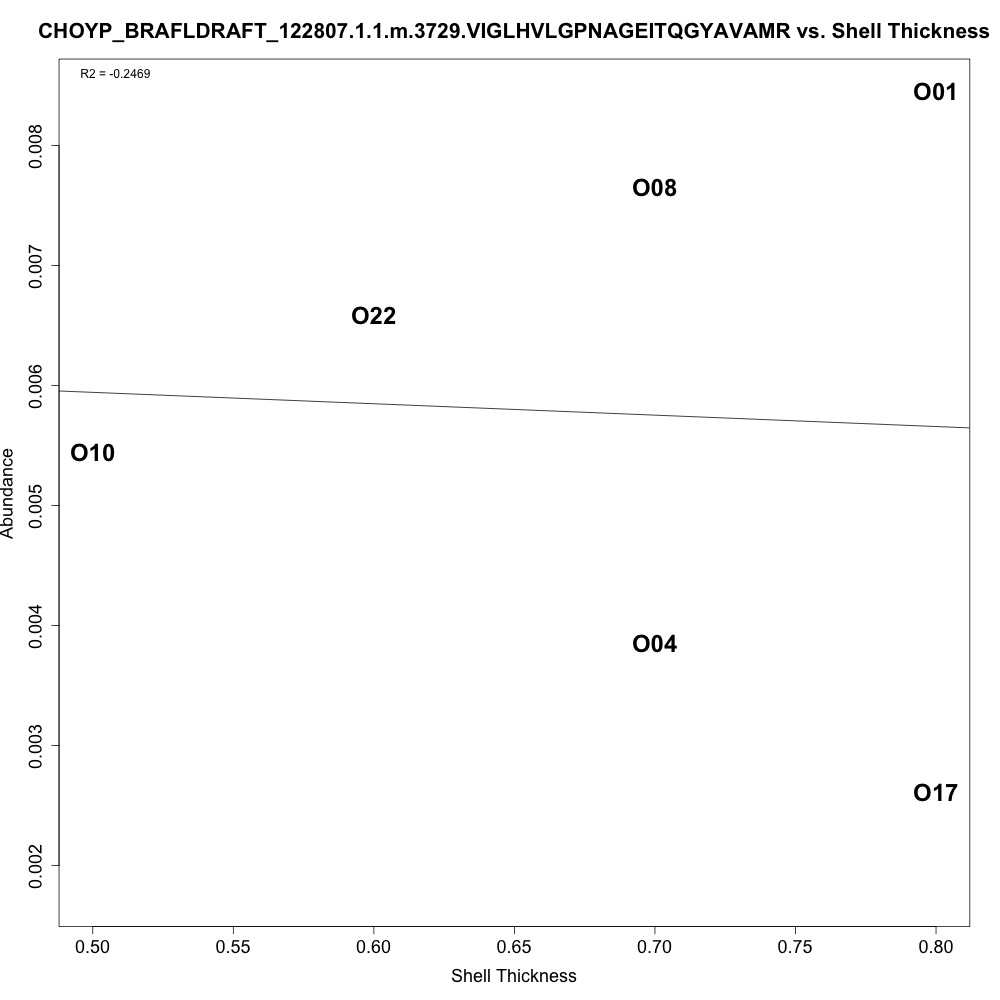 CHOYP_BRAFLDRAFT_122807.1.1.m.3729.VIGLHVLGPNAGEITQGYAVAMR vs. Shell Thickness
R2 = -0.2469
O01
O08
O22
O10
O04
O17
Abundance
0.008
0.007
0.006
0.005
0.004
0.003
0.002
0.50 0.55 0.60 0.65 0.70 0.75 0.80
Shell Thickness